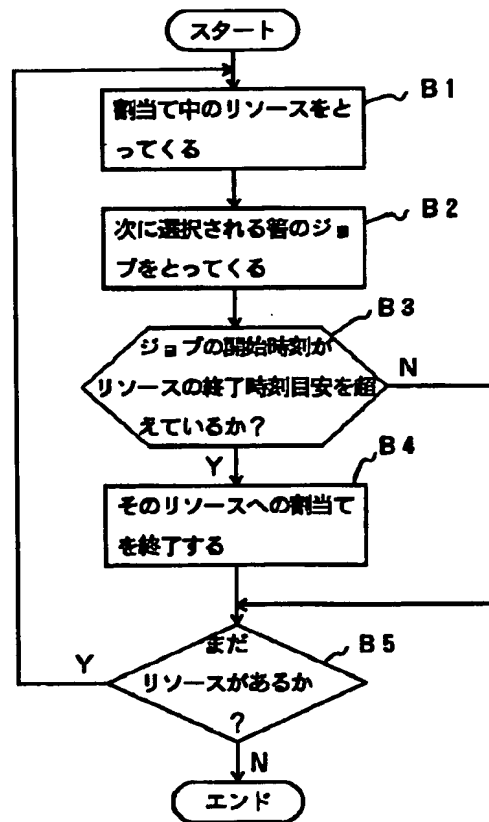 スタート
B1
割当て中のリソースをと
ってくる
B2
次に選択される筈のジョ
ブをとってくる
B3
ジョブの開始時刻が
N
リソースの終了時刻目安を超
えているか？
Y
B4
そのリソースへの割当て
を終了する
B5
まだ
Y
リソースがあるか
？
N
エンド